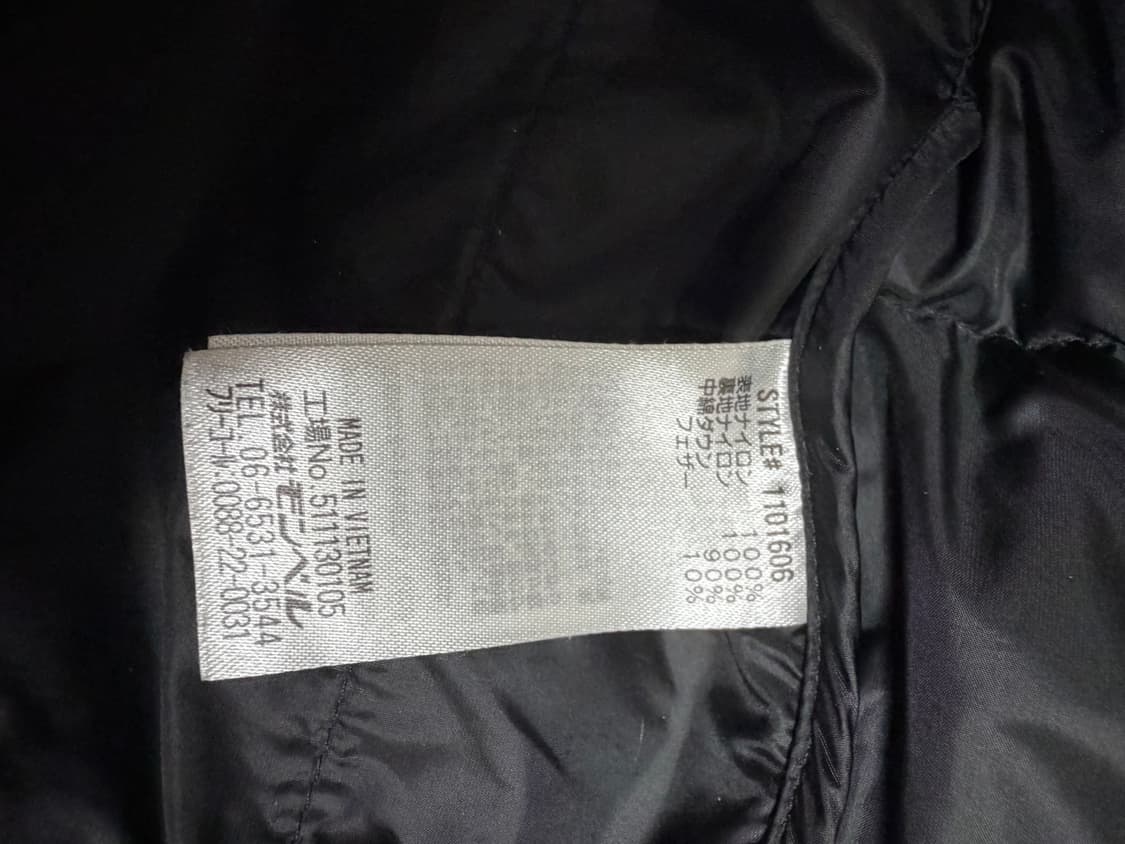 STYLE# 1101606
表地ナイロン 100%
裏地ナイロン 100%
中綿ダウン 90%
フェザー 10%
MADE IN VIETNAM
工場No.511130105
株式会社モンベル
TEL.06-6531-3544
フリーコール.0088-22-0031